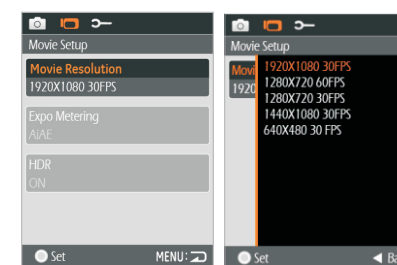 Movie Setup
Movie Resolution
1920X1080 30FPS
Expo Metering
AiAE
HDR
ON
Set
MENU:
Movie Setup
Movi
1920
1920X1080 30FPS
1280X720 60FPS
1280X720 30FPS
1440X1080 30FPS
640X480 30 FPS
Set
Ba